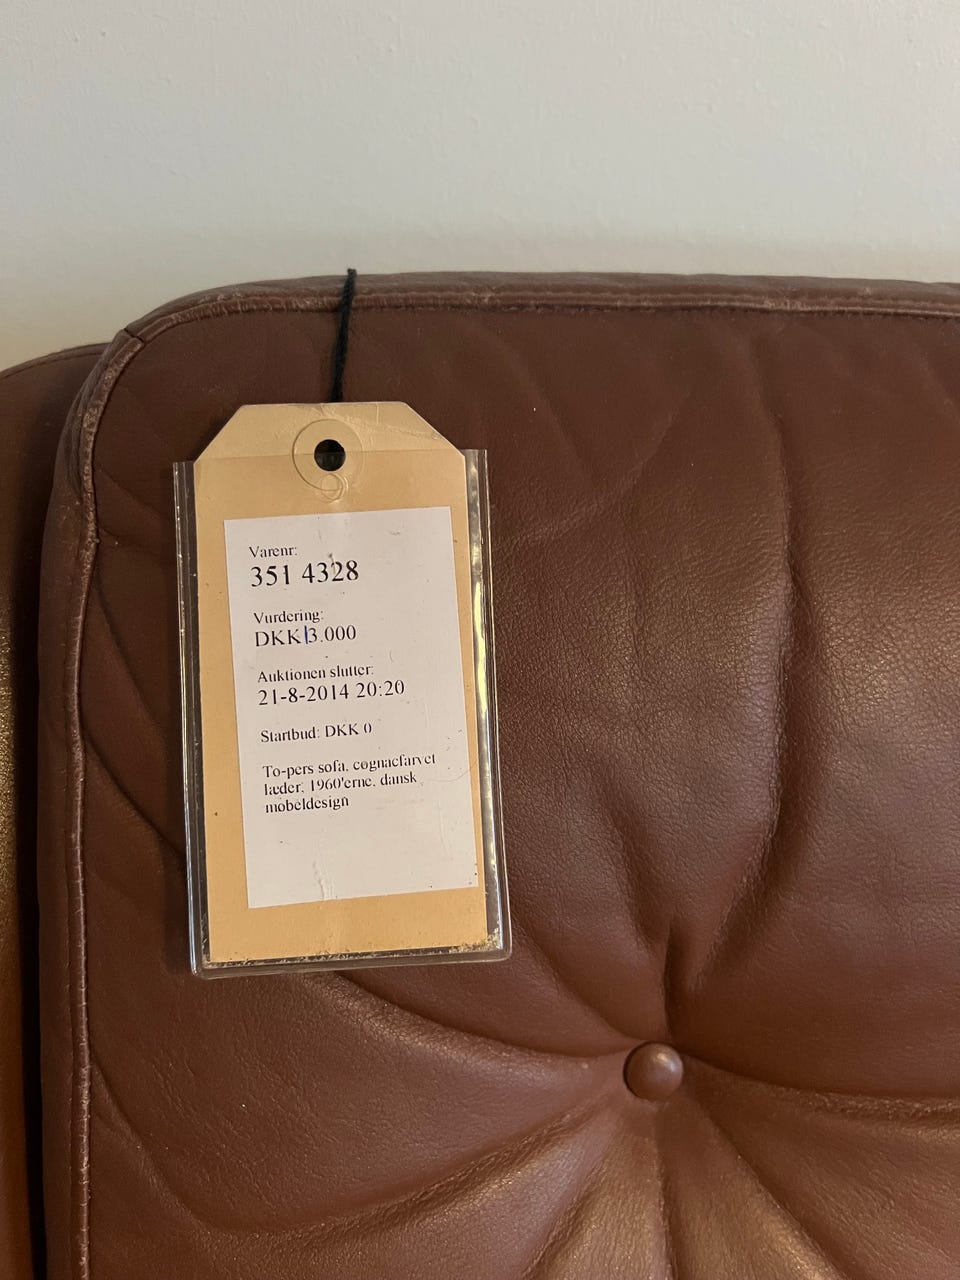 Varenr:
351 4328
Vurdering:
DKK 13.000
Auktionen slutter:
21-8-2014 20:20
Startbud: DKK 0
To-pers sofa, cognacfarvet
læder, 1960'erne, dansk
møbeldesign